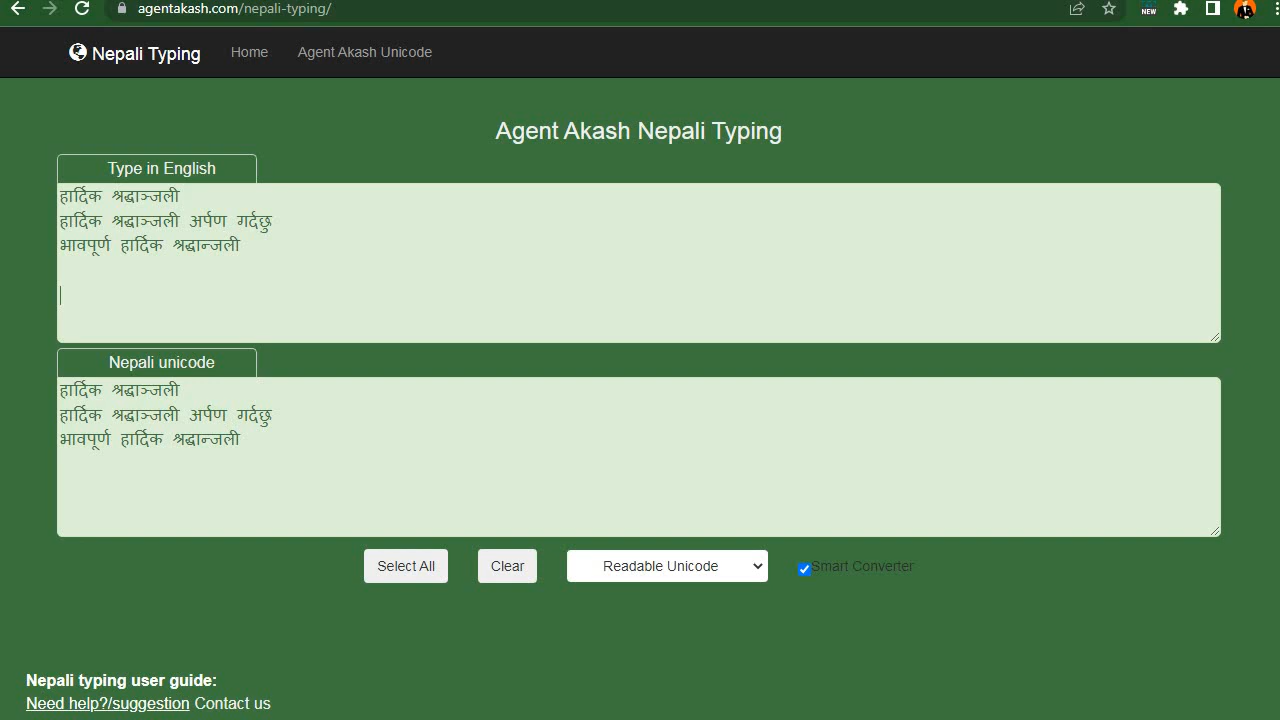 agentakash.com/nepali-typing/
NEW
Nepali Typing Home Agent Akash Unicode
Agent Akash Nepali Typing
Type in English
हार्दिक श्रद्धाञ्जली
हार्दिक श्रद्धाञ्जली अर्पण गर्दछु
भावपूर्ण हार्दिक श्रद्धान्जली
Nepali unicode
हार्दिक श्रद्धाञ्जली
हार्दिक श्रद्धाञ्जली अर्पण गर्दछु
भावपूर्ण हार्दिक श्रद्धान्जली
Select All Clear Readable Unicode Smart Converter
Nepali typing user guide:
Need help?/suggestion Contact us